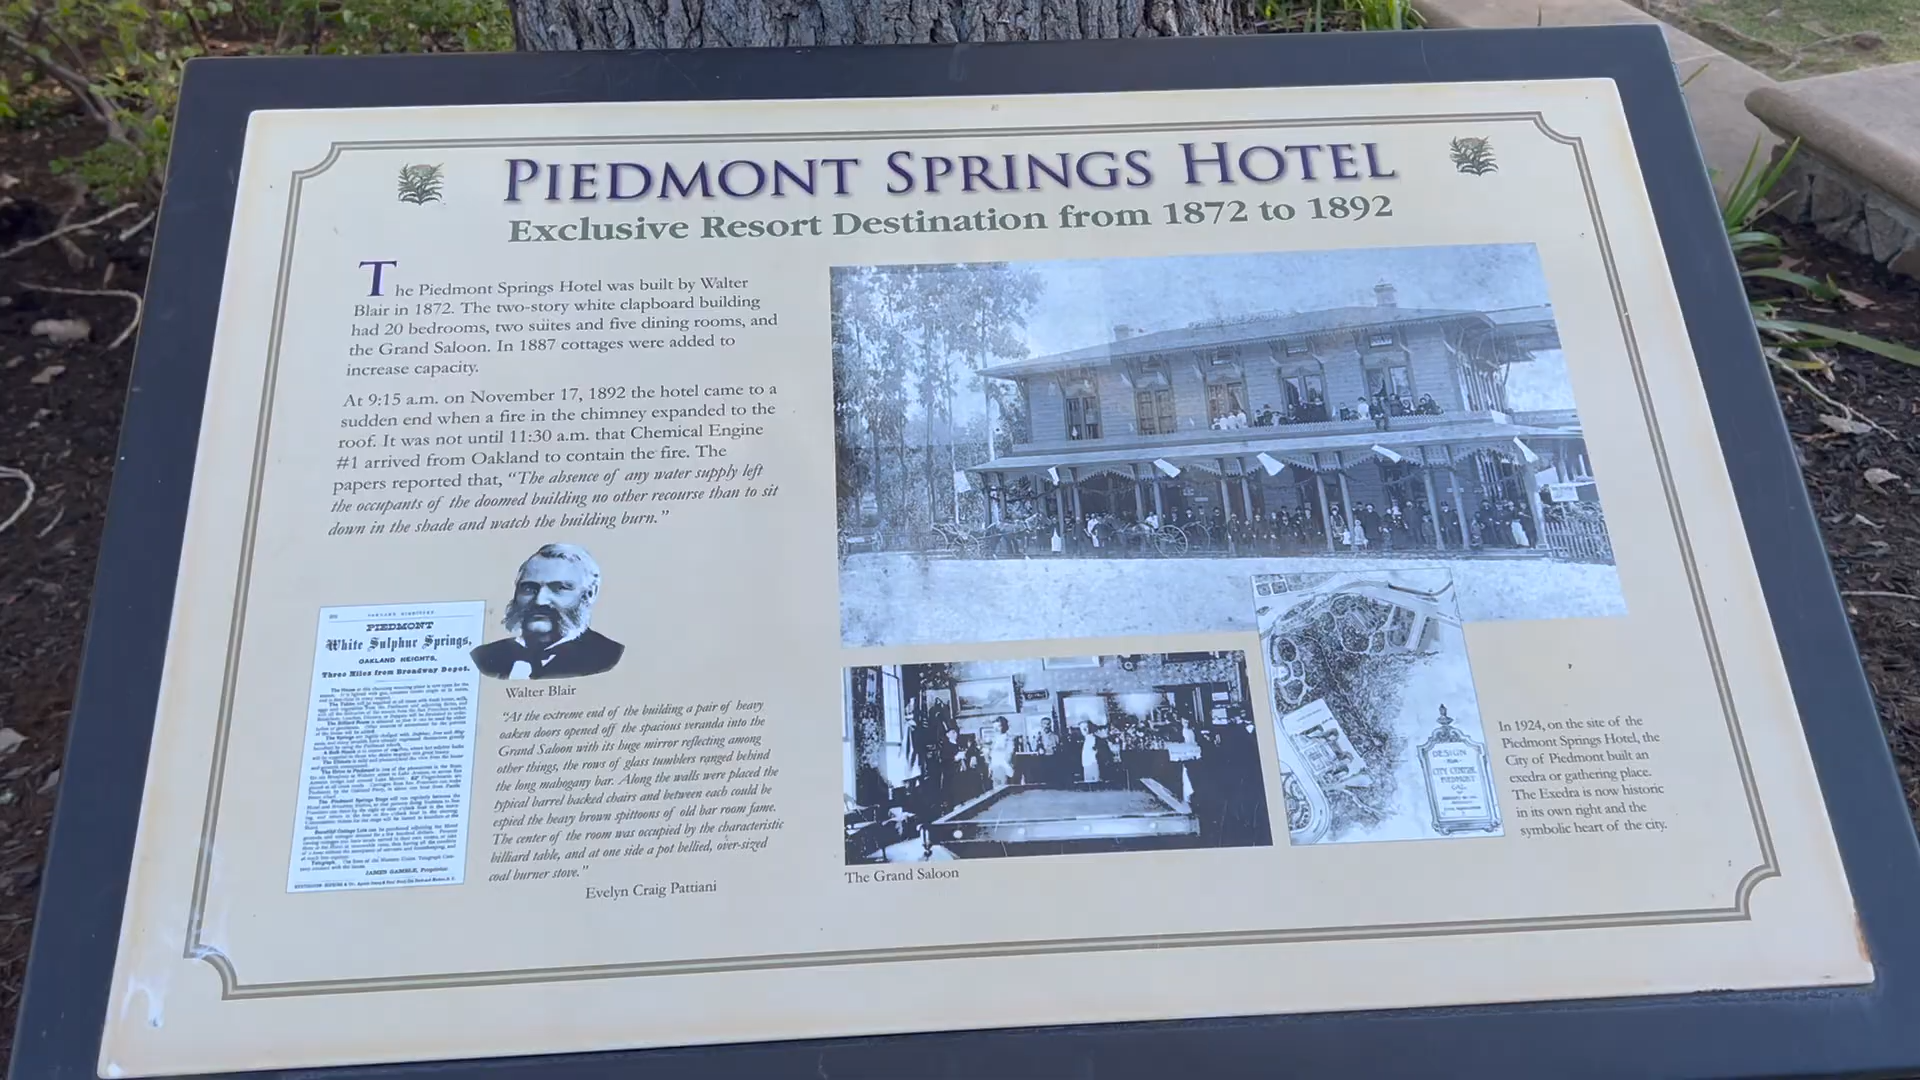 PIEDMONT SPRINGS HOTEL
Exclusive Resort Destination from 1872 to 1892
The Piedmont Springs Hotel was built by Walter
Blair in 1872. The two-story white clapboard building
had 20 bedrooms, two suites and five dining rooms, and
the Grand Saloon. In 1887 cottages were added to
increase capacity.
At 9:15 a.m. on November 17, 1892 the hotel came to a
sudden end when a fire in the chimney expanded to the
roof. It was not until 11:30 a.m. that Chemical Engine
#1 arrived from Oakland to contain the fire. The
papers reported that, “The absence of any water supply left
the occupants of the doomed building no other recourse than to sit
down in the shade and watch the building burn.”
PIEDMONT
White Sulphur Springs,
OAKLAND HEIGHTS,
Three Miles from Broadway Depot.
JAMES GAMBLE, Proprietor
Walter Blair
“At the extreme end of the building a pair of heavy
oaken doors opened off the spacious veranda into the
Grand Saloon with its huge mirror reflecting among
other things, the rows of glass tumblers ranged behind
the long mahogany bar. Along the walls were placed the
typical barrel backed chairs and between each could be
espied the heavy brown spittoons of old bar room fame.
The center of the room was occupied by the characteristic
billiard table, and at one side a pot bellied, over-sized
coal burner stove.”
Evelyn Craig Pattiani
The Grand Saloon
DESIGN
CITY CENTER
PIEDMONT
CAL.
In 1924, on the site of the
Piedmont Springs Hotel, the
City of Piedmont built an
exedra or gathering place.
The Exedra is now historic
in its own right and the
symbolic heart of the city.